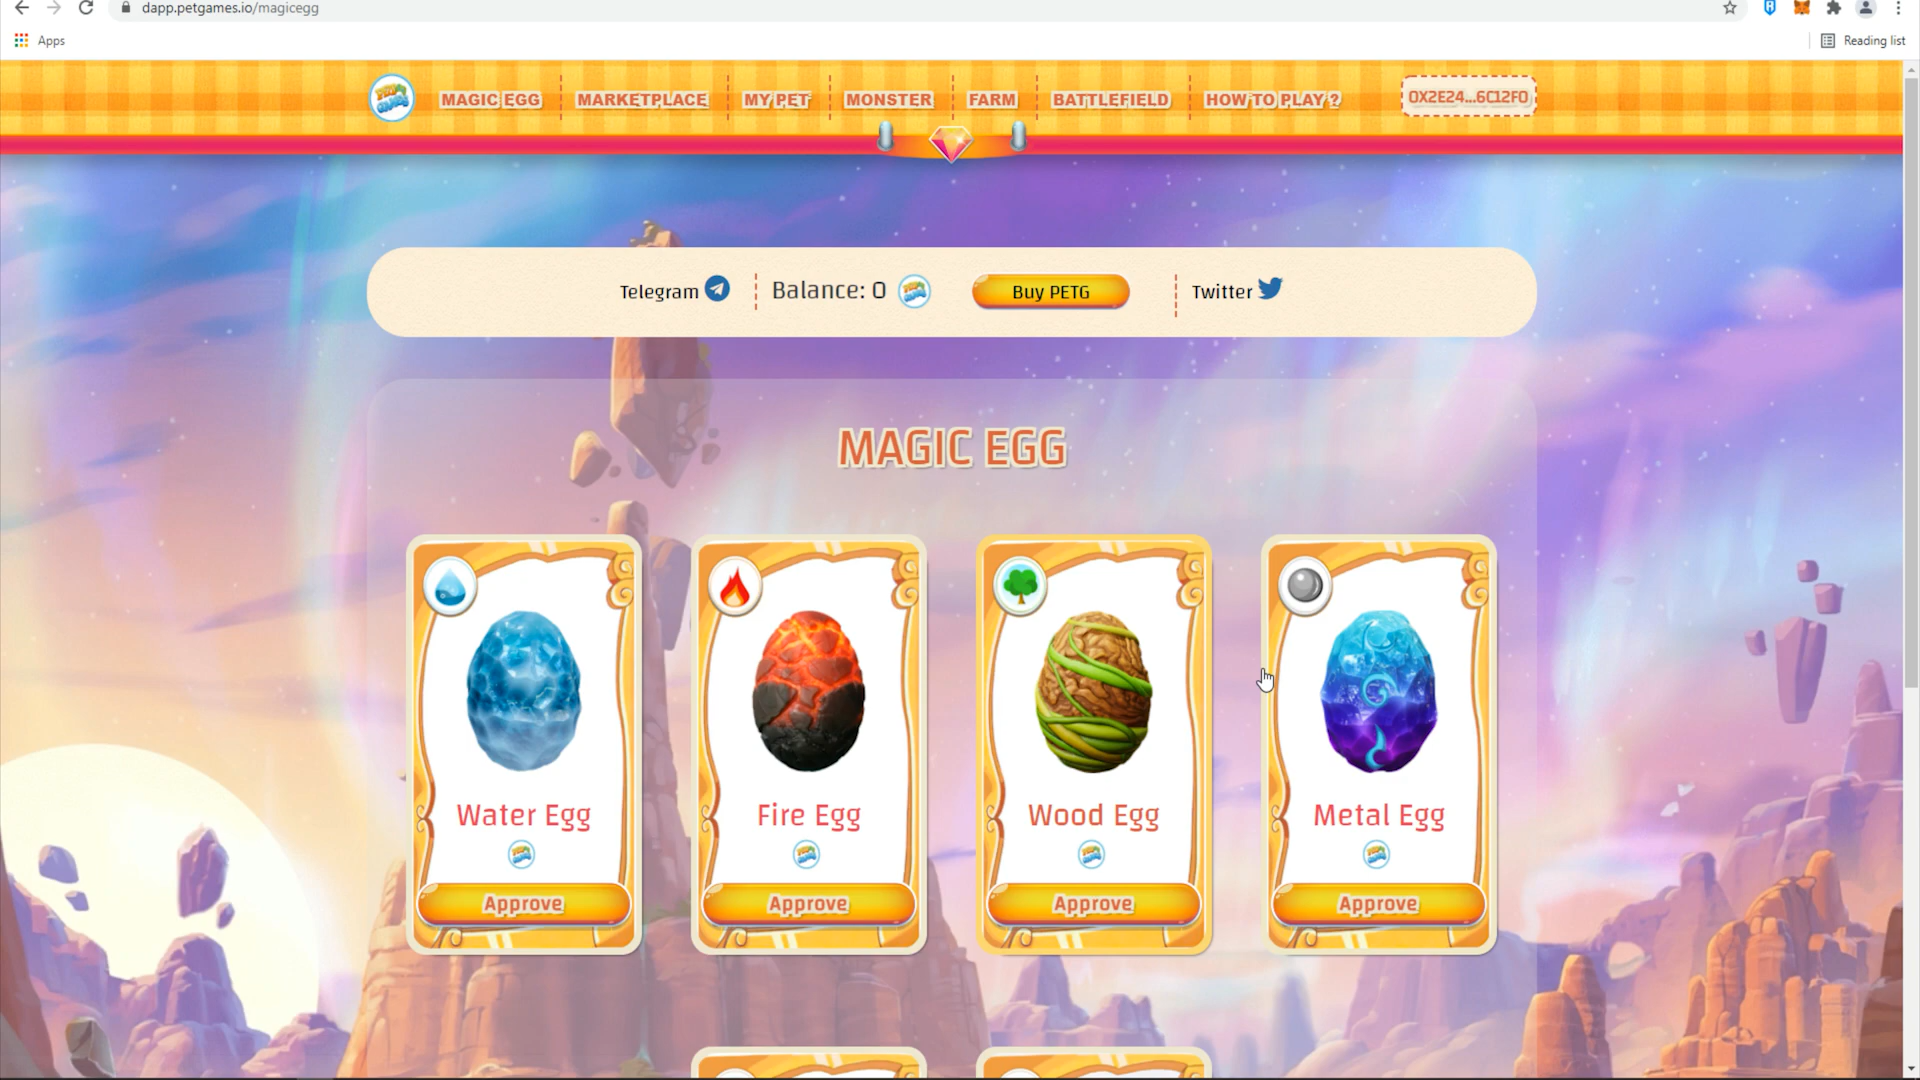 dapp.petgames.io/magicegg
Apps
Reading list
MAGIC EGG
MARKETPLACE
MY PET
MONSTER
FARM
BATTLEFIELD
HOW TO PLAY ?
0X2E24...6C12F0
Telegram
Balance: 0
Buy PETG
Twitter
MAGIC EGG
Water Egg
Fire Egg
Wood Egg
Metal Egg
Approve
Approve
Approve
Approve